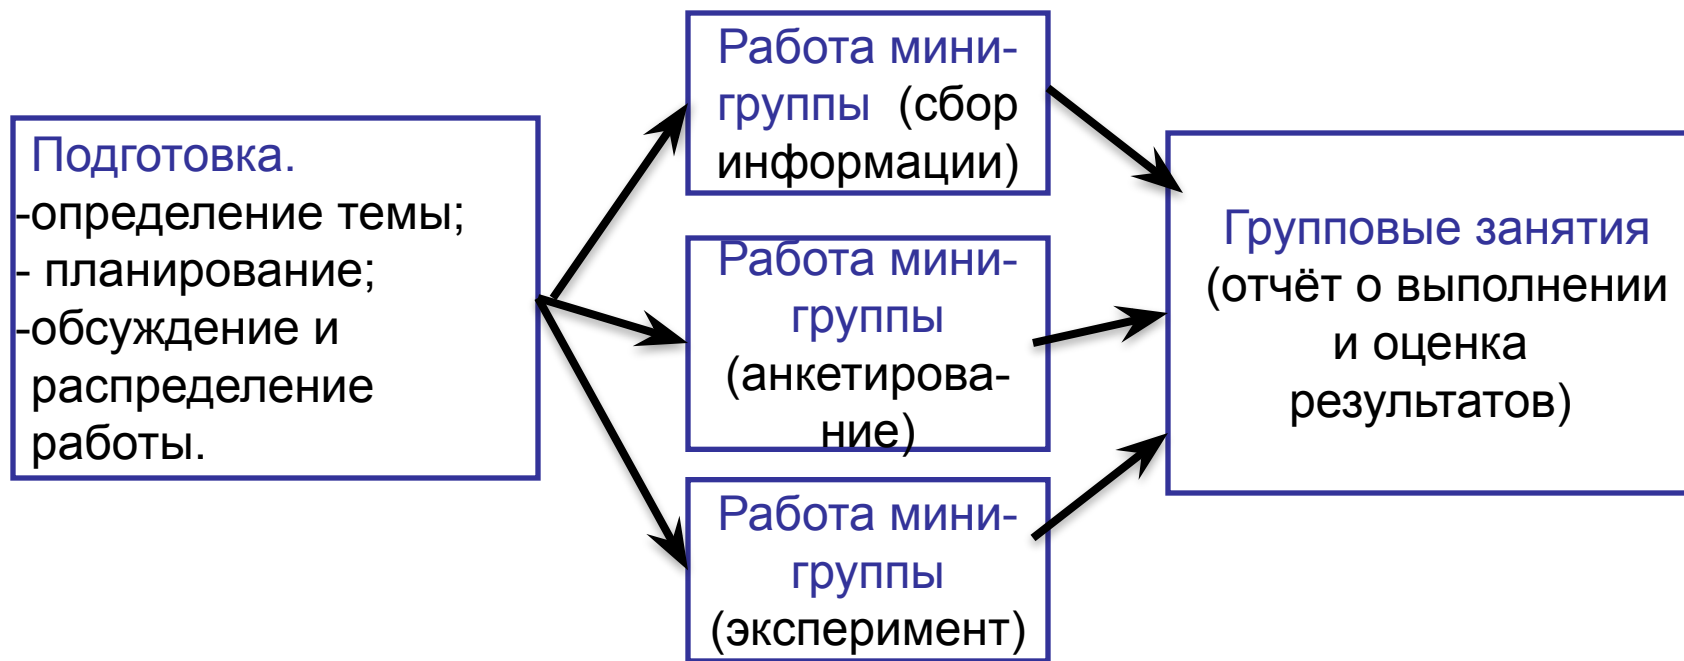 Подготовка.
-определение темы;
- планирование;
-обсуждение и
распределение
работы.
Работа мини-
группы (сбор
информации)
Работа мини-
группы
(анкетирова-
ние)
Работа мини-
группы
(эксперимент)
Групповые занятия
(отчёт о выполнении
и оценка
результатов)